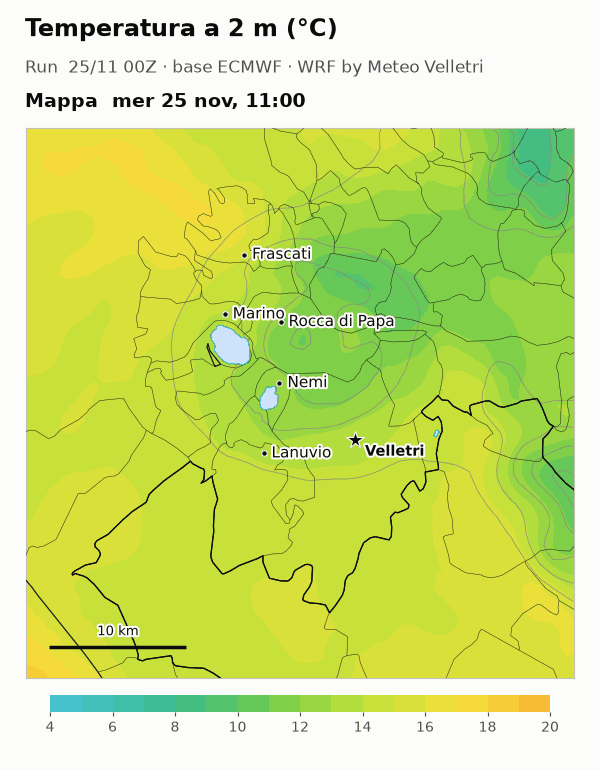 Temperatura a 2 m (°C)
Run  25/11 00Z · base ECMWF · WRF by Meteo Velletri
Mappa  mer 25 nov, 11:00
Frascati
Marino
Rocca di Papa
Nemi
Velletri
Lanuvio
10 km
4 6 8 10 12 14 16 18 20